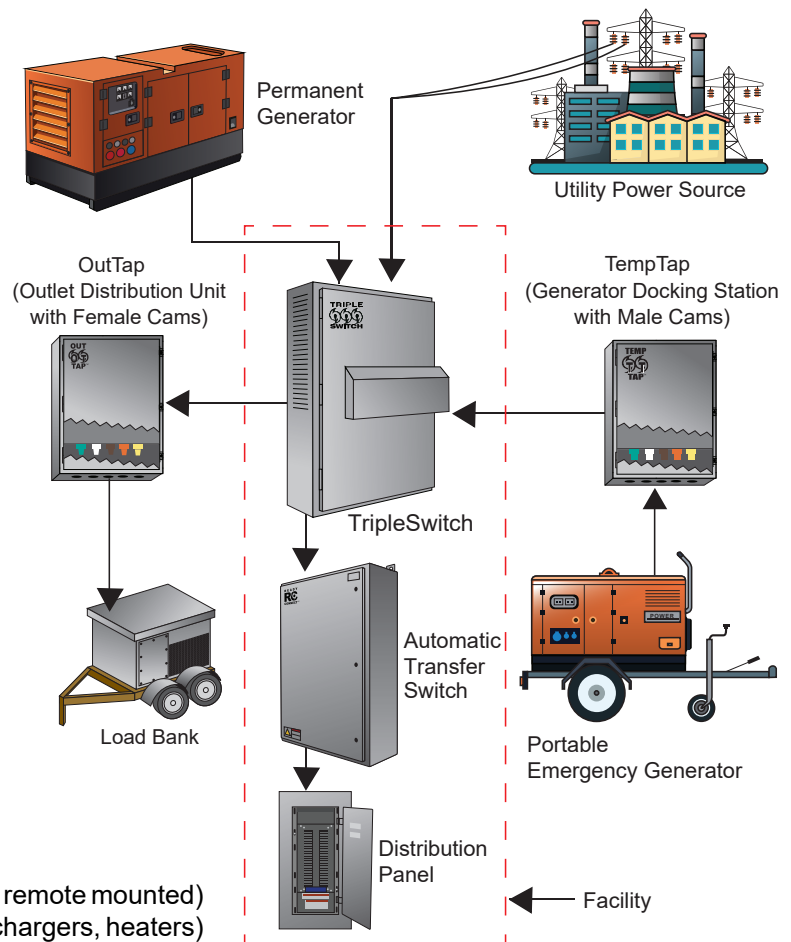 Permanent
Generator
Utility Power Source
OutTap
(Outlet Distribution Unit
with Female Cams)
TempTap
(Generator Docking Station
with Male Cams)
TRIPLE
SWITCH
OUT
TAP
TEMP
TAP
TripleSwitch
RC
Automatic
Transfer
Switch
POWER
Load Bank
Portable
Emergency Generator
Distribution
Panel
Facility
remote mounted)
chargers, heaters)